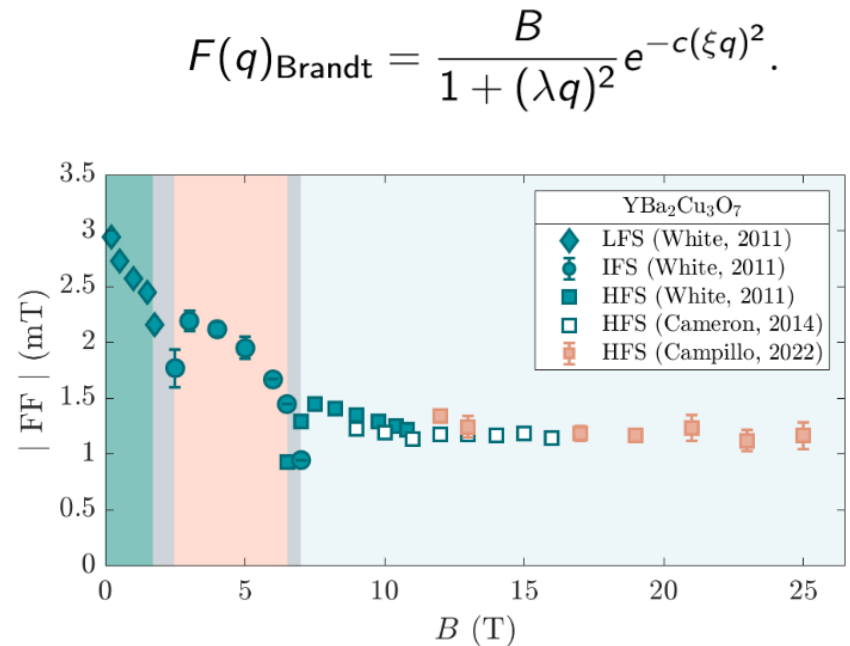 F(q)Brandt = B / (1 + (λq)²) e^{−c(ξq)²}.
3.5
3
2.5
2
1.5
1
0.5
0
| FF | (mT)
YBa₂Cu₃O₇
LFS (White, 2011)
IFS (White, 2011)
HFS (White, 2011)
HFS (Cameron, 2014)
HFS (Campillo, 2022)
0 5 10 15 20 25
B (T)